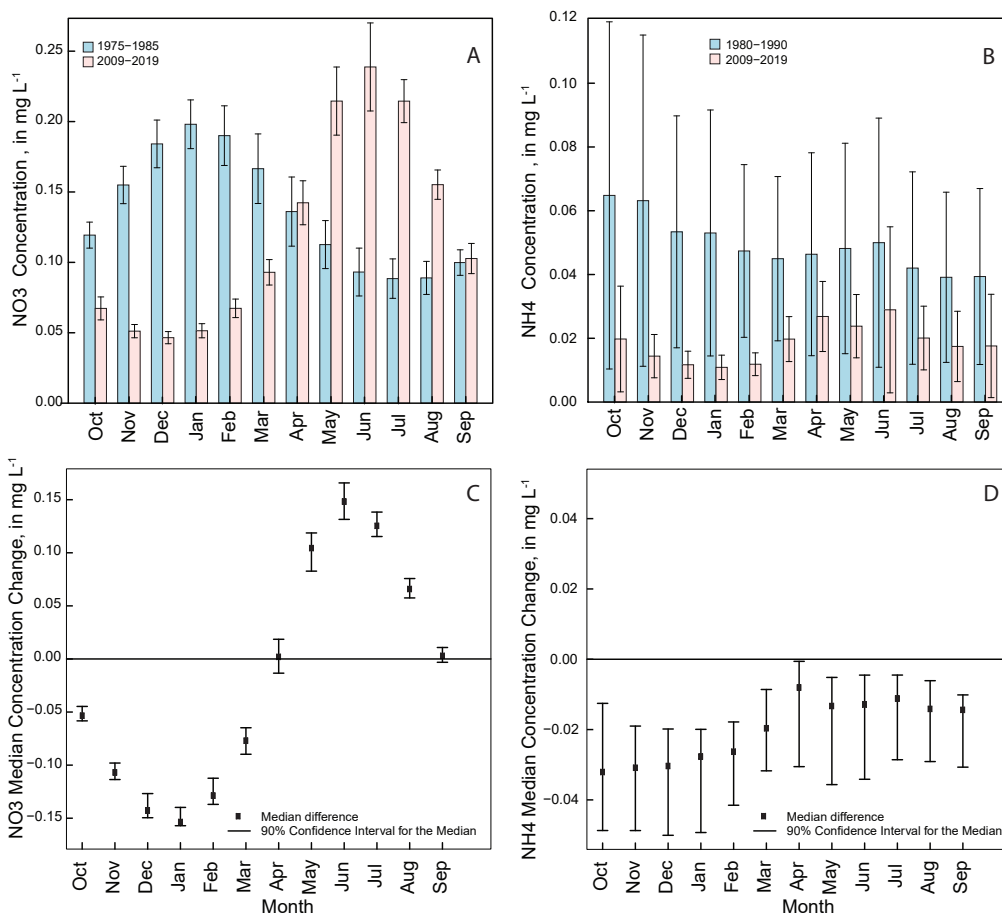 A
1975−1985
2009−2019
NO3 Concentration , in mg L-1
0.25
0.20
0.15
0.10
0.05
0.00
Oct Nov Dec Jan Feb Mar Apr May Jun Jul Aug Sep
B
1980−1990
2009−2019
NH4 Concentration , in mg L-1
0.12
0.10
0.08
0.06
0.04
0.02
0.00
Oct Nov Dec Jan Feb Mar Apr May Jun Jul Aug Sep
C
NO3 Median Concentration Change, in mg L-1
0.15
0.10
0.05
0.00
−0.05
−0.10
−0.15
Median difference
90% Confidence Interval for the Median
Oct Nov Dec Jan Feb Mar Apr May Jun Jul Aug Sep
Month
D
NH4 Median Concentration Change, in mg L-1
0.04
0.02
0.00
−0.02
−0.04
Median difference
90% Confidence Interval for the Median
Oct Nov Dec Jan Feb Mar Apr May Jun Jul Aug Sep
Month